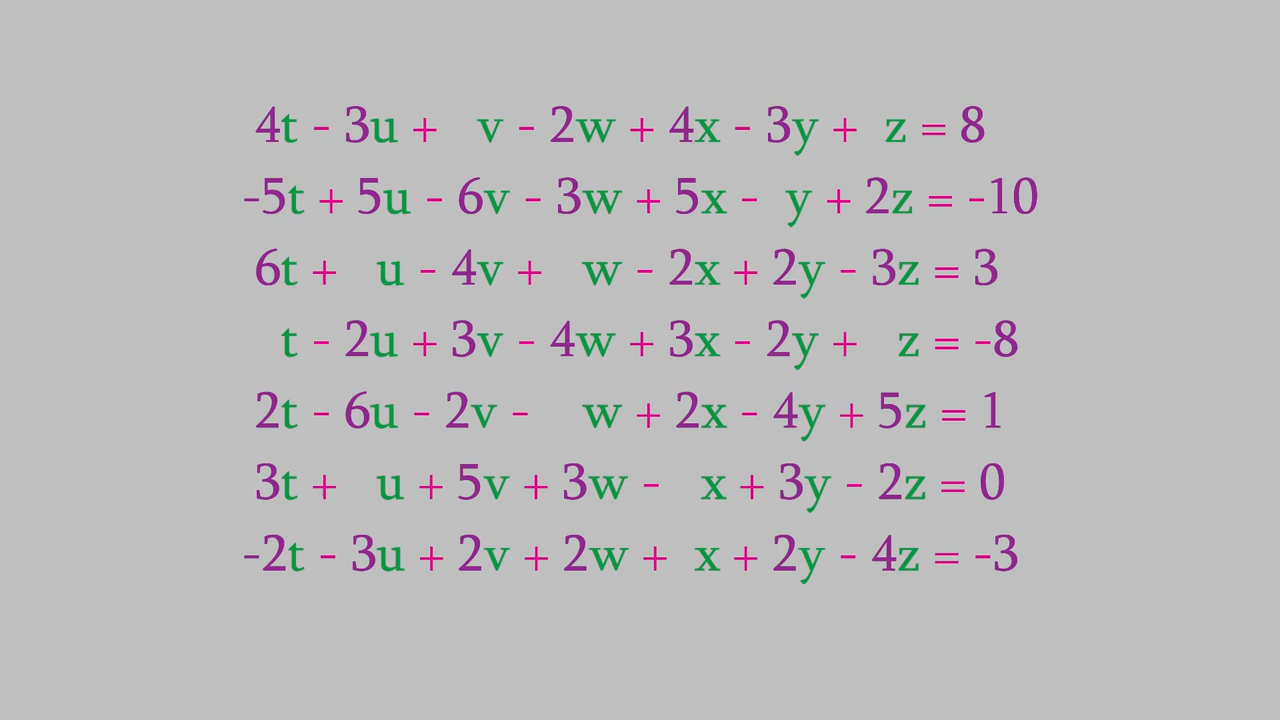 4t - 3u + v - 2w + 4x - 3y + z = 8
-5t + 5u - 6v - 3w + 5x - y + 2z = -10
6t + u - 4v + w - 2x + 2y - 3z = 3
t - 2u + 3v - 4w + 3x - 2y + z = -8
2t - 6u - 2v - w + 2x - 4y + 5z = 1
3t + u + 5v + 3w - x + 3y - 2z = 0
-2t - 3u + 2v + 2w + x + 2y - 4z = -3